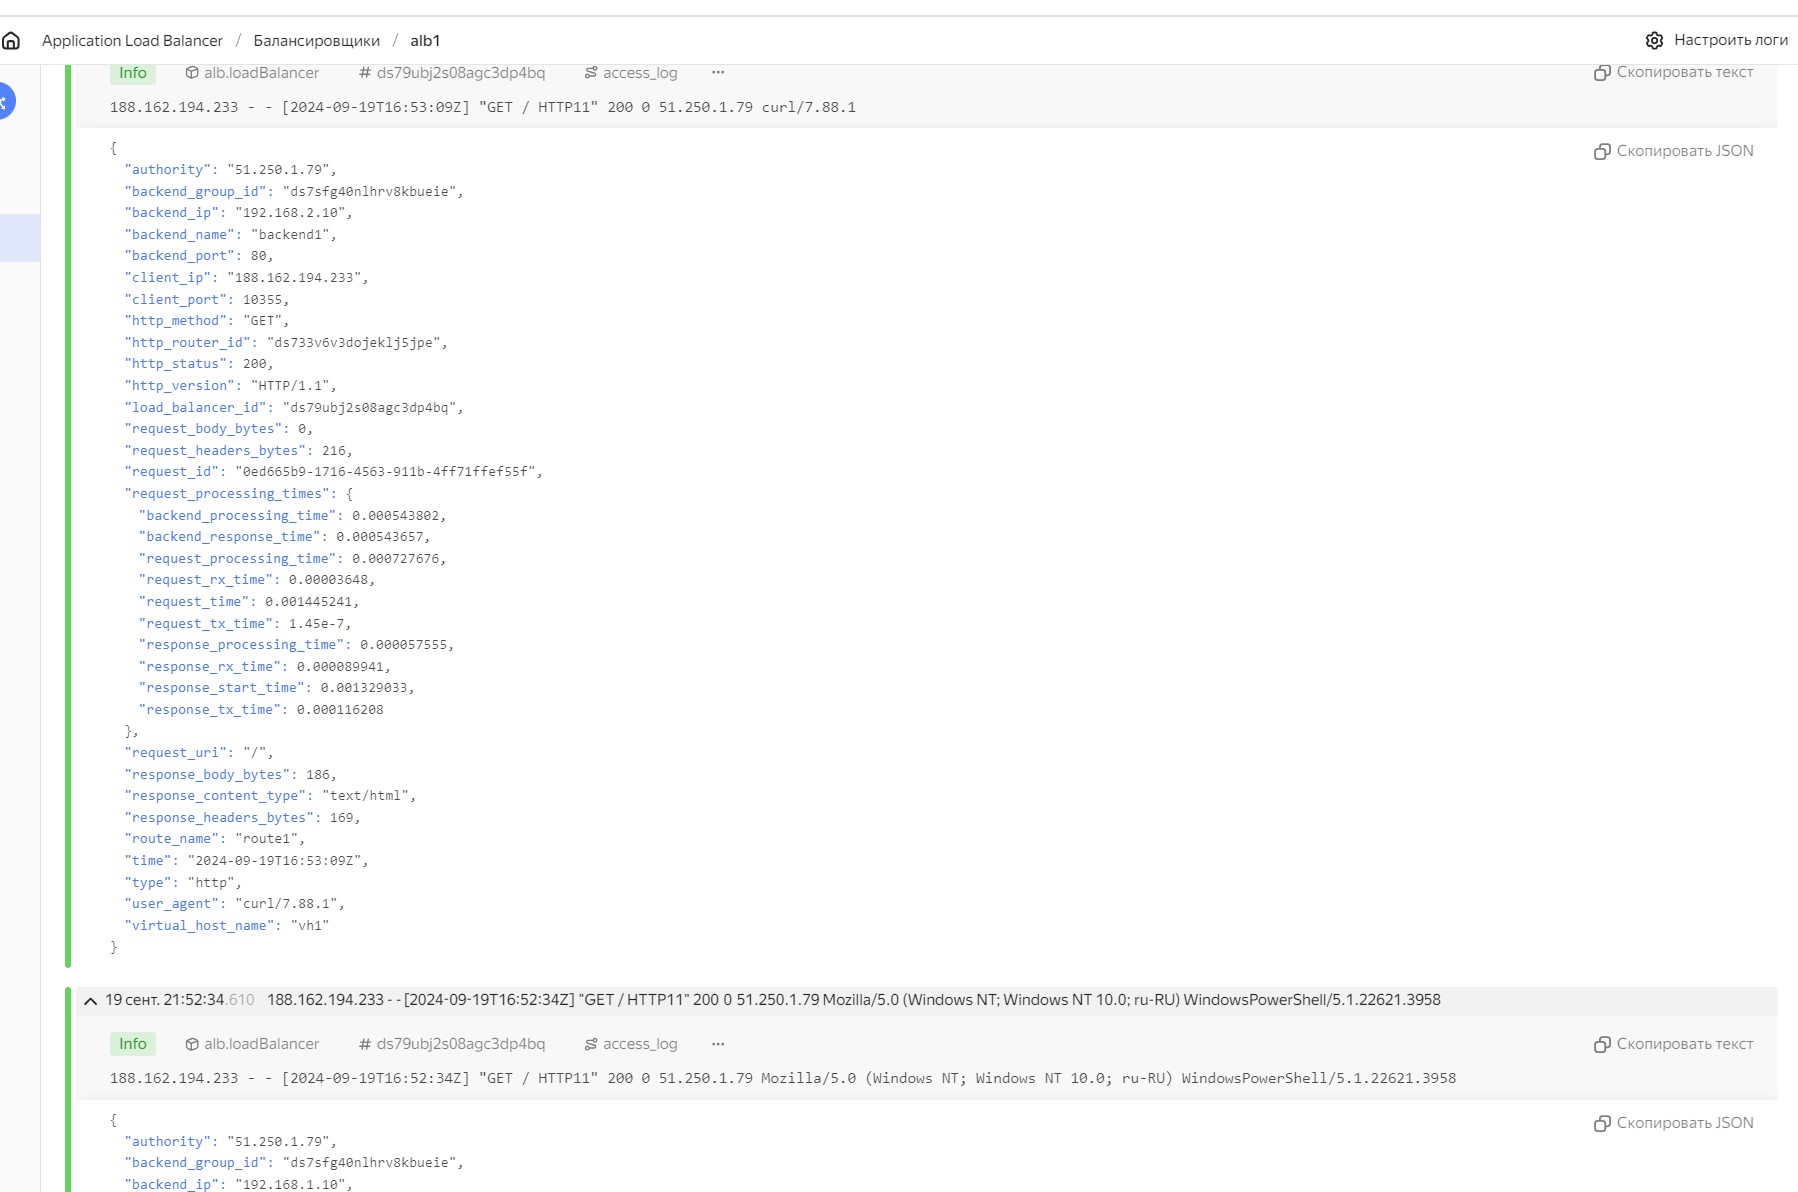 Application Load Balancer / Балансировщики / alb1
Настроить логи
Info alb.loadBalancer # ds79ubj2s08agc3dp4bq access_log ···
Скопировать текст
188.162.194.233 - - [2024-09-19T16:53:09Z] "GET / HTTP11" 200 0 51.250.1.79 curl/7.88.1
Скопировать JSON
{
"authority": "51.250.1.79",
"backend_group_id": "ds7sfg40nlhrv8kbueie",
"backend_ip": "192.168.2.10",
"backend_name": "backend1",
"backend_port": 80,
"client_ip": "188.162.194.233",
"client_port": 10355,
"http_method": "GET",
"http_router_id": "ds733v6v3dojeklj5jpe",
"http_status": 200,
"http_version": "HTTP/1.1",
"load_balancer_id": "ds79ubj2s08agc3dp4bq",
"request_body_bytes": 0,
"request_headers_bytes": 216,
"request_id": "0ed665b9-1716-4563-911b-4ff71ffef55f",
"request_processing_times": {
"backend_processing_time": 0.000543802,
"backend_response_time": 0.000543657,
"request_processing_time": 0.000727676,
"request_rx_time": 0.00003648,
"request_time": 0.001445241,
"request_tx_time": 1.45e-7,
"response_processing_time": 0.000057555,
"response_rx_time": 0.000089941,
"response_start_time": 0.001329033,
"response_tx_time": 0.000116208
},
"request_uri": "/",
"response_body_bytes": 186,
"response_content_type": "text/html",
"response_headers_bytes": 169,
"route_name": "route1",
"time": "2024-09-19T16:53:09Z",
"type": "http",
"user_agent": "curl/7.88.1",
"virtual_host_name": "vh1"
}
19 сент. 21:52:34.610 188.162.194.233 - - [2024-09-19T16:52:34Z] "GET / HTTP11" 200 0 51.250.1.79 Mozilla/5.0 (Windows NT; Windows NT 10.0; ru-RU) WindowsPowerShell/5.1.22621.3958
Info alb.loadBalancer # ds79ubj2s08agc3dp4bq access_log ···
Скопировать текст
188.162.194.233 - - [2024-09-19T16:52:34Z] "GET / HTTP11" 200 0 51.250.1.79 Mozilla/5.0 (Windows NT; Windows NT 10.0; ru-RU) WindowsPowerShell/5.1.22621.3958
Скопировать JSON
{
"authority": "51.250.1.79",
"backend_group_id": "ds7sfg40nlhrv8kbueie",
"backend_ip": "192.168.1.10",